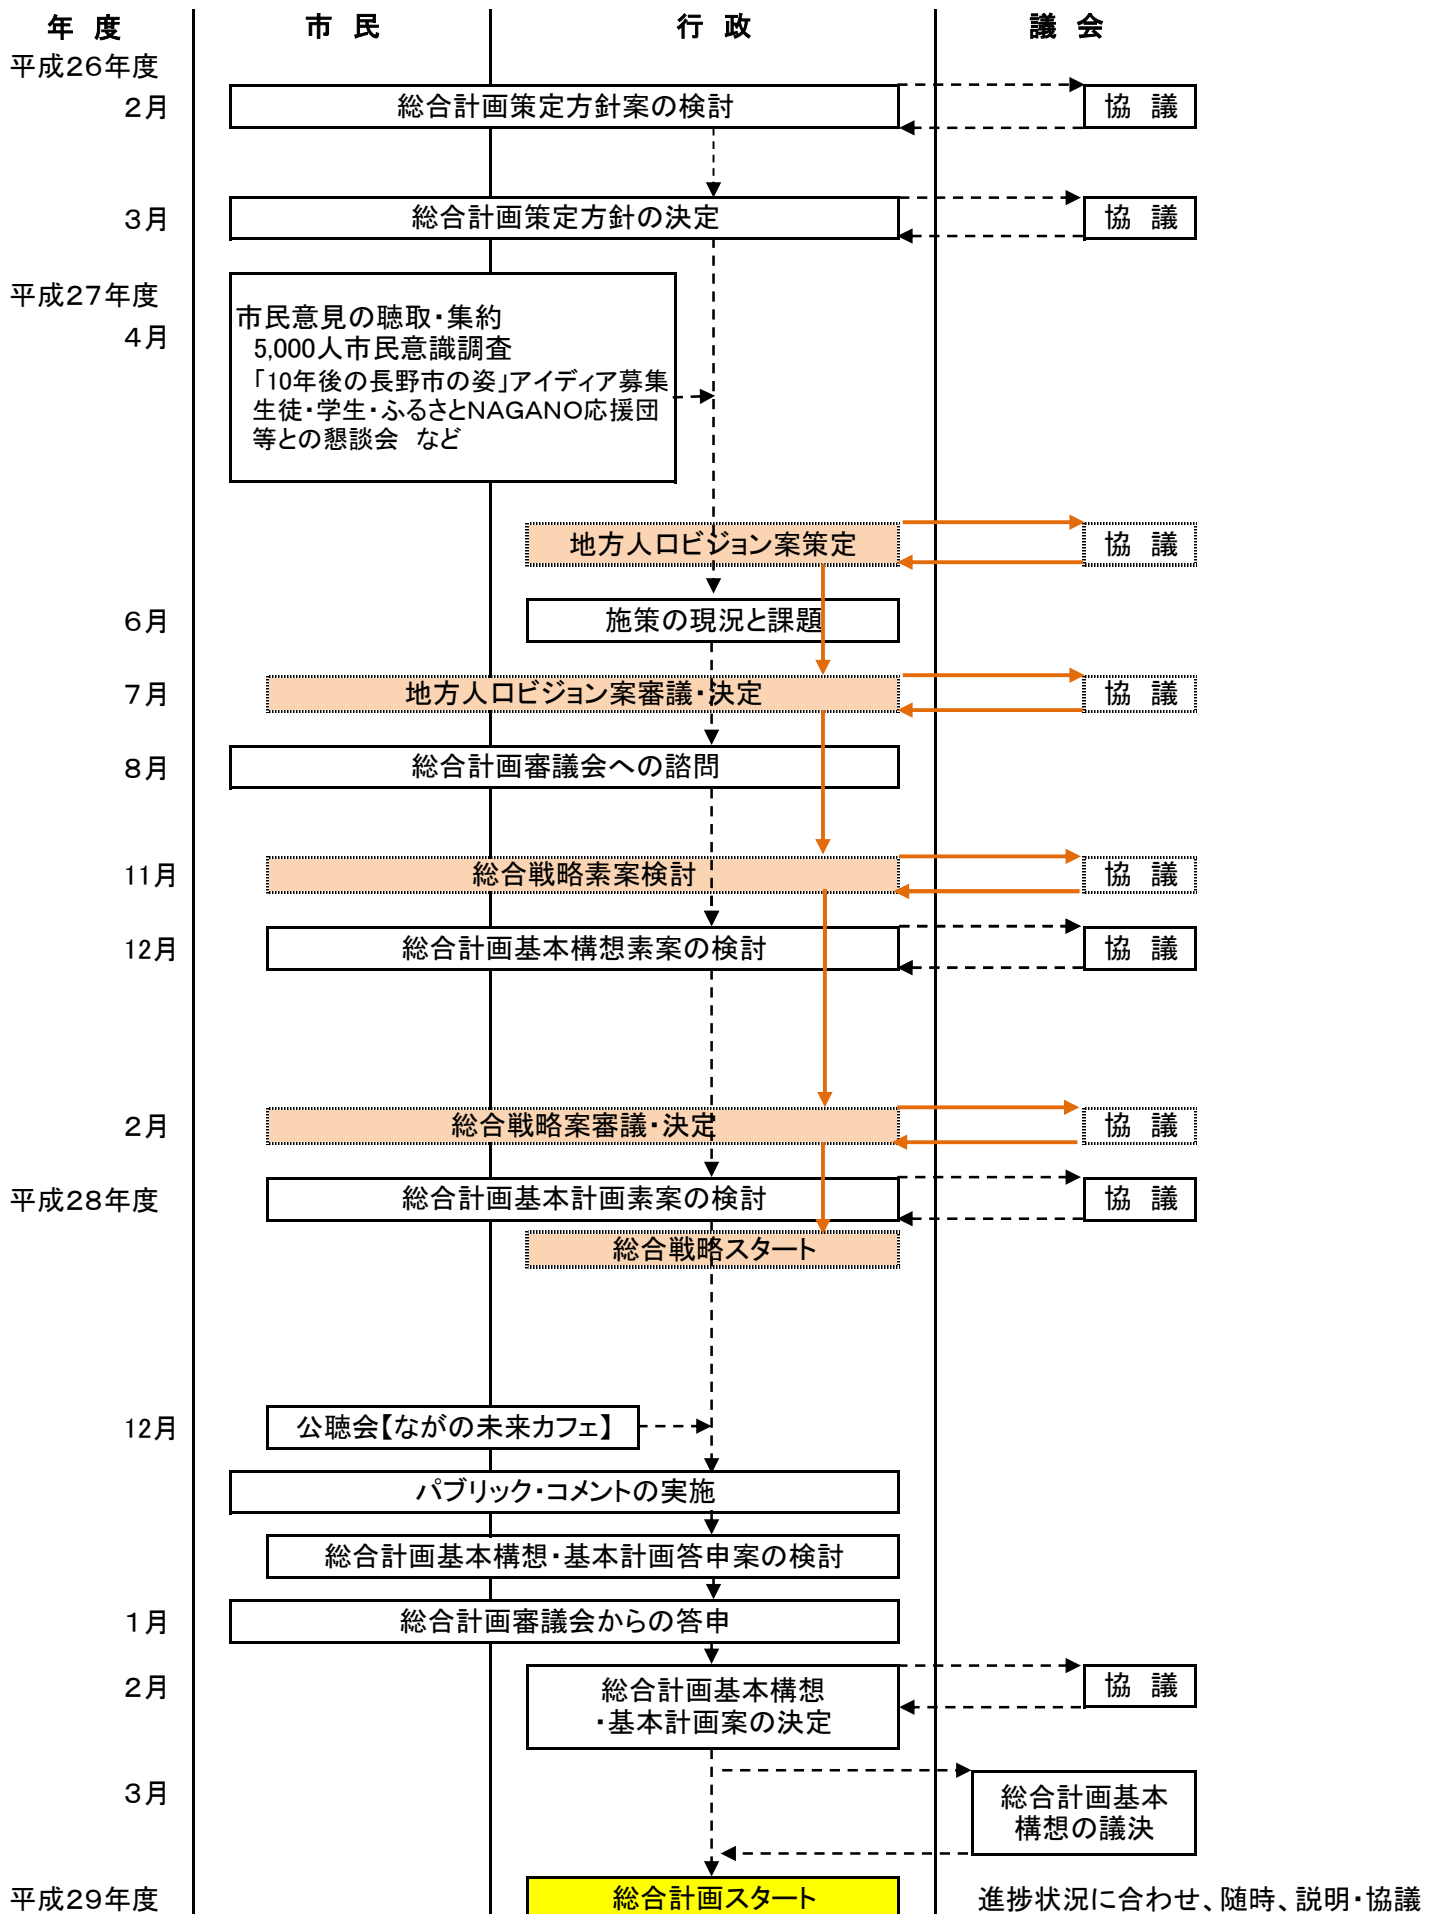 年 度 市 民 行 政 議 会
平成26年度
2月 総合計画策定方針案の検討 協 議
3月 総合計画策定方針の決定 協 議
平成27年度
4月
市民意見の聴取・集約
5,000人市民意識調査
「10年後の長野市の姿」アイディア募集
生徒・学生・ふるさとNAGANO応援団
等との懇談会 など
地方人口ビジョン案策定 協 議
6月 施策の現況と課題
7月 地方人口ビジョン案審議・決定 協 議
8月 総合計画審議会への諮問
11月 総合戦略素案検討 協 議
12月 総合計画基本構想素案の検討 協 議
2月 総合戦略案審議・決定 協 議
平成28年度 総合計画基本計画素案の検討 協 議
総合戦略スタート
12月 公聴会【ながの未来カフェ】
パブリック・コメントの実施
総合計画基本構想・基本計画答申案の検討
1月 総合計画審議会からの答申
2月 総合計画基本構想 協 議
・基本計画案の決定
3月 総合計画基本
構想の議決
平成29年度 総合計画スタート 進捗状況に合わせ、随時、説明・協議